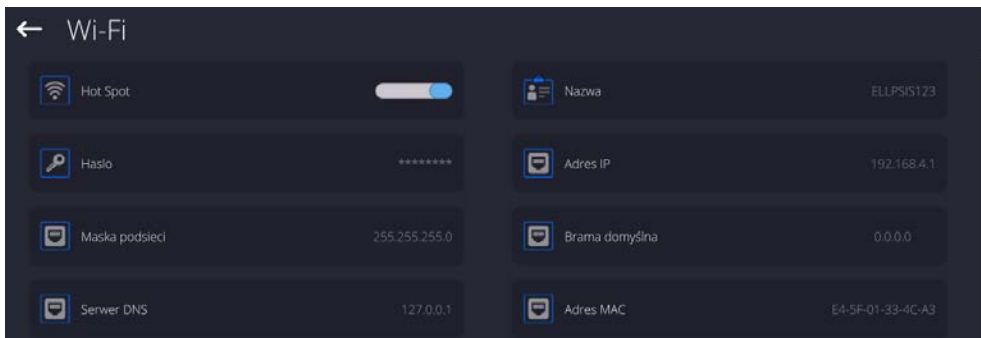 Wi-Fi
Hot Spot
Nazwa ELLPSIS123
Hasło ********
Adres IP 192.168.4.1
Maska podsieci 255.255.255.0
Brama domyślna 0.0.0.0
Serwer DNS 127.0.0.1
Adres MAC E4-5F-01-33-4C-A3